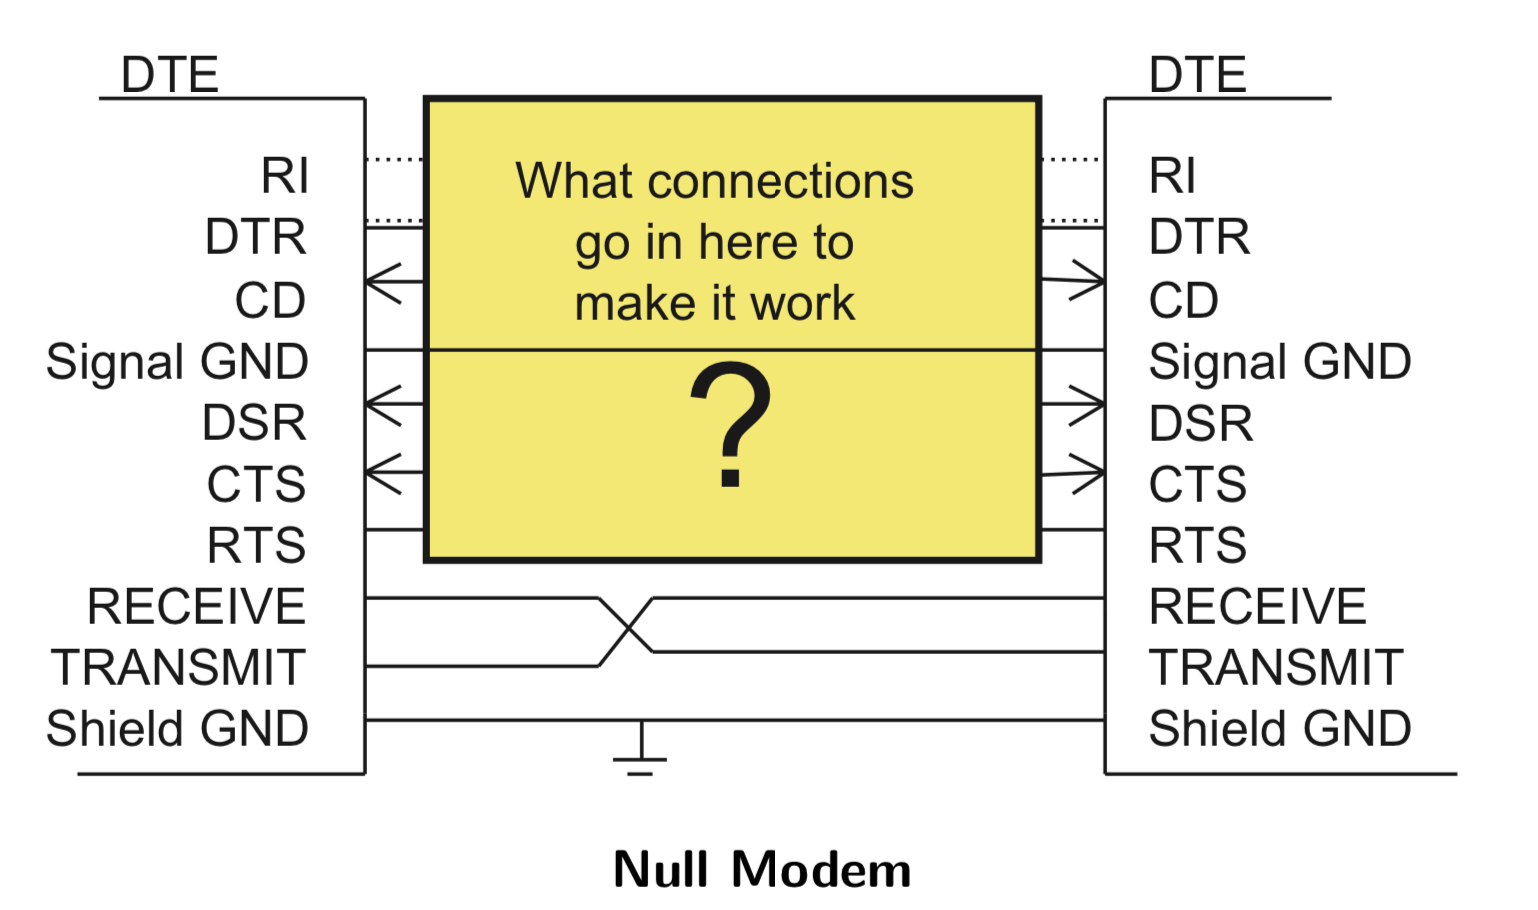 DTE
RI
DTR
CD
Signal GND
DSR
CTS
RTS
RECEIVE
TRANSMIT
Shield GND
What connections
go in here to
make it work
?
DTE
RI
DTR
CD
Signal GND
DSR
CTS
RTS
RECEIVE
TRANSMIT
Shield GND
Null Modem